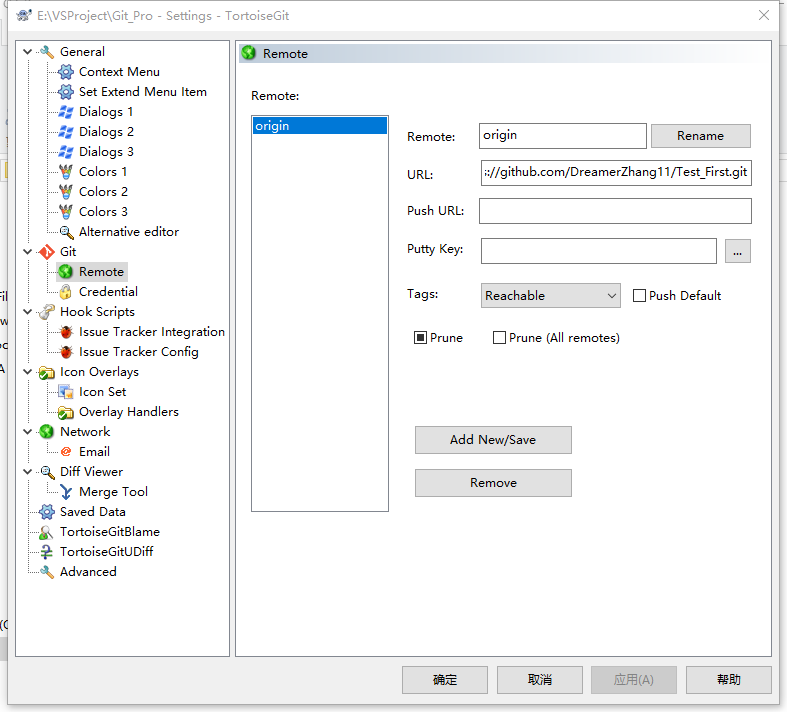 E:\VSProject\Git_Pro - Settings - TortoiseGit
General
Context Menu
Set Extend Menu Item
Dialogs 1
Dialogs 2
Dialogs 3
Colors 1
Colors 2
Colors 3
Alternative editor
Git
Remote
Credential
Hook Scripts
Issue Tracker Integration
Issue Tracker Config
Icon Overlays
Icon Set
Overlay Handlers
Network
Email
Diff Viewer
Merge Tool
Saved Data
TortoiseGitBlame
TortoiseGitUDiff
Advanced
Remote
Remote:
origin
Remote: origin Rename
URL: ://github.com/DreamerZhang11/Test_First.git
Push URL:
Putty Key: ...
Tags: Reachable Push Default
Prune Prune (All remotes)
Add New/Save
Remove
确定 取消 应用(A) 帮助